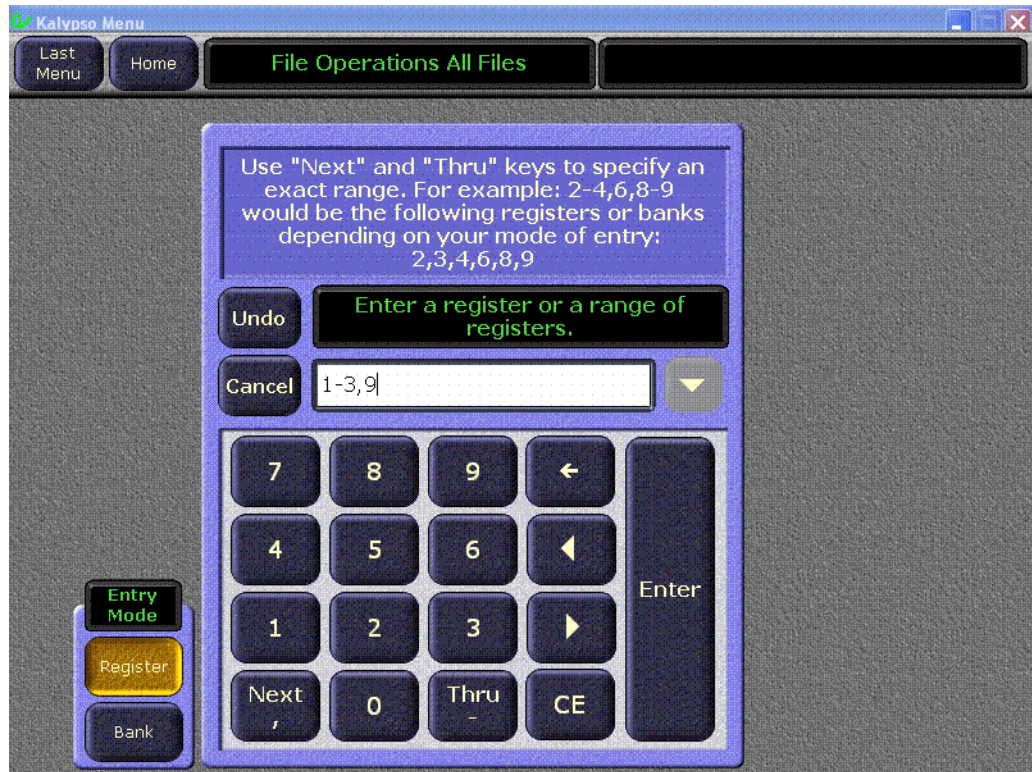 Kalypso Menu
Last
Menu
Home
File Operations All Files
Use "Next" and "Thru" keys to specify an
exact range. For example: 2-4,6,8-9
would be the following registers or banks
depending on your mode of entry:
2,3,4,6,8,9
Undo
Enter a register or a range of
registers.
Cancel
1-3,9
7
8
9
4
5
6
Enter
1
2
3
Next
,
0
Thru
-
CE
Entry
Mode
Register
Bank